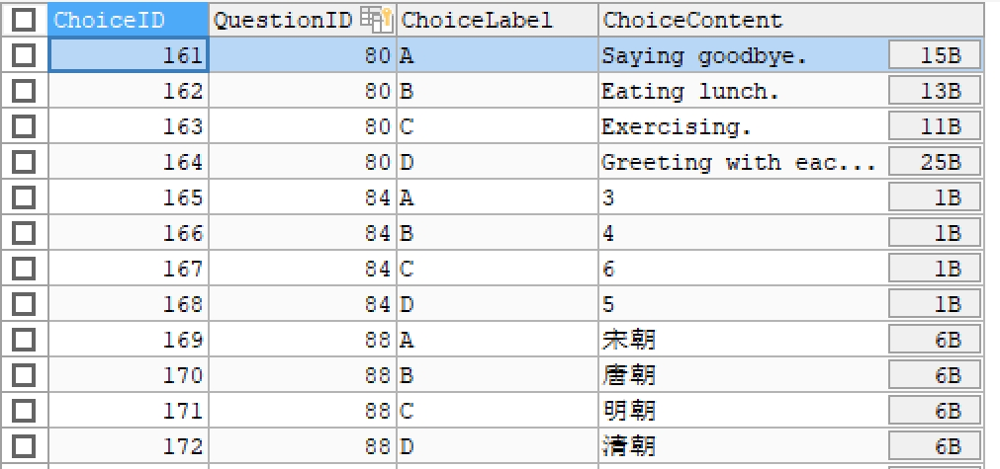 ChoiceID QuestionID ChoiceLabel ChoiceContent
161 80 A Saying goodbye. 15B
162 80 B Eating lunch. 13B
163 80 C Exercising. 11B
164 80 D Greeting with eac... 25B
165 84 A 3 1B
166 84 B 4 1B
167 84 C 6 1B
168 84 D 5 1B
169 88 A 宋朝 6B
170 88 B 唐朝 6B
171 88 C 明朝 6B
172 88 D 清朝 6B